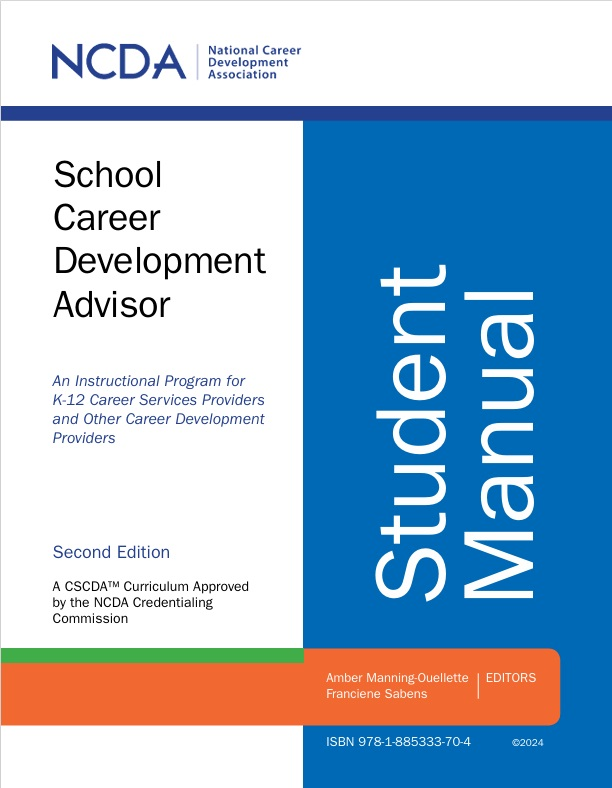 NCDA
National Career
Development
Association
School
Career
Development
Advisor
An Instructional Program for
K-12 Career Services Providers
and Other Career Development
Providers
Second Edition
A CSCDA™ Curriculum Approved
by the NCDA Credentialing
Commission
Student
Manual
Amber Manning-Ouellette
Franciene Sabens
EDITORS
ISBN 978-1-885333-70-4
©2024